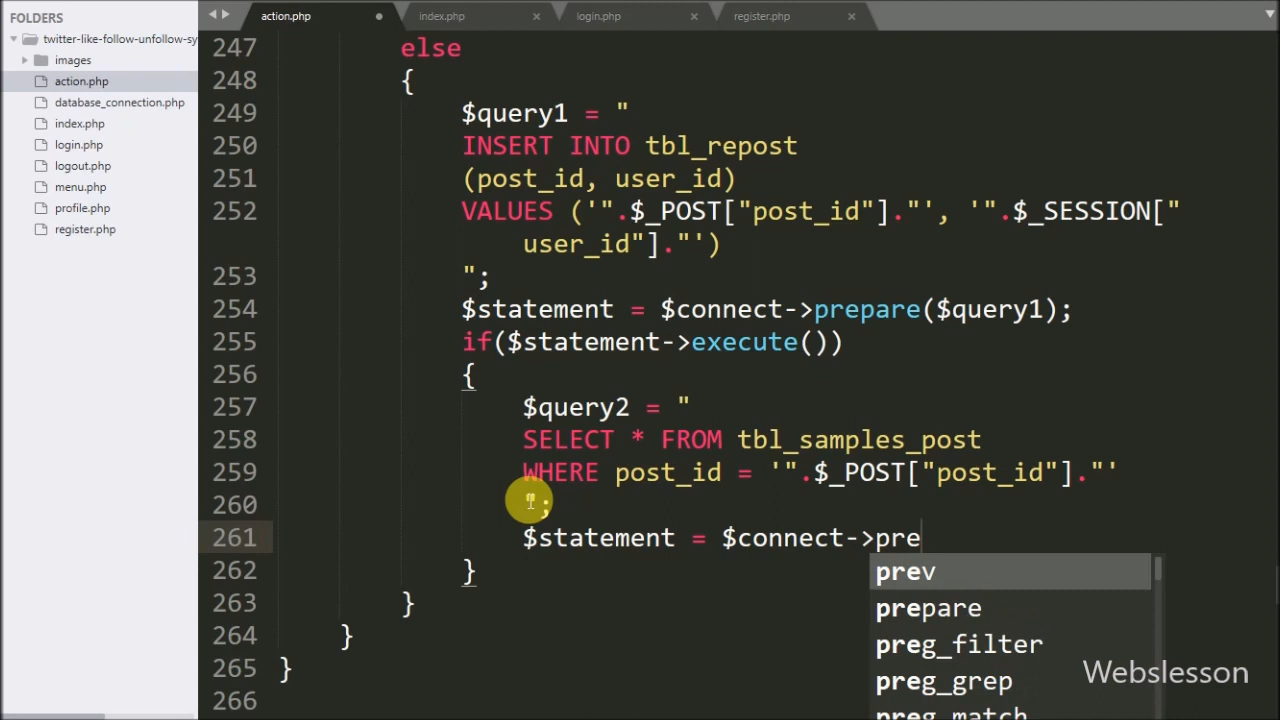 FOLDERS
twitter-like-follow-unfollow-sy
images
action.php
database_connection.php
index.php
login.php
logout.php
menu.php
profile.php
register.php
action.php
index.php
login.php
register.php
247 else
248 {
249 $query1 = "
250 INSERT INTO tbl_repost
251 (post_id, user_id)
252 VALUES ('".$_POST["post_id"]."', '".$_SESSION["
user_id"]."')
253 ";
254 $statement = $connect->prepare($query1);
255 if($statement->execute())
256 {
257 $query2 = "
258 SELECT * FROM tbl_samples_post
259 WHERE post_id = '".$_POST["post_id"]."'
260 ";
261 $statement = $connect->pre
262 }
263 }
264 }
265 }
266
prev
prepare
preg_filter
preg_grep
preg_match
Webslesson